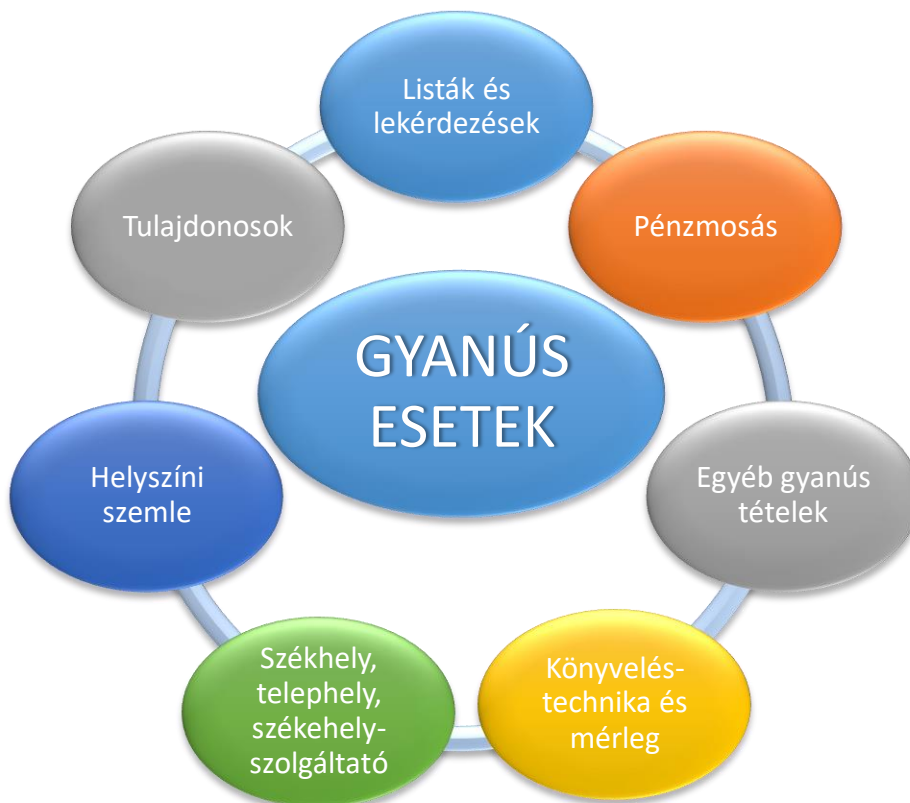 Listák és
lekérdezések
Pénzmosás
Egyéb gyanús
tételek
Könyvelés-
technika és
mérleg
Székhely,
telephely,
székehely-
szolgáltató
Helyszíni
szemle
Tulajdonosok
GYANÚS
ESETEK